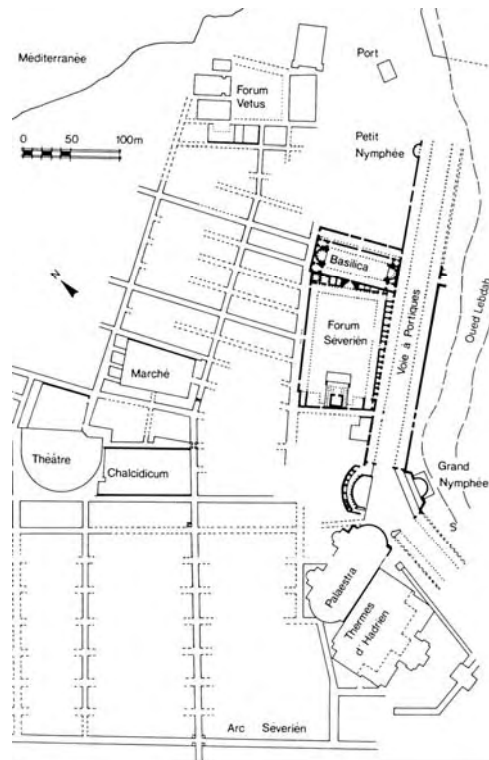 Méditerranée
Port
Forum
Vetus
0 50 100m
Petit
Nymphée
N
Basilica
Oued Lebdah
Voie à Portiques
Forum
Sévérien
Marché
Théâtre
Chalcidicum
Grand
Nymphée
S
Palaestra
Thermes
d'Hadrien
Arc Séverien